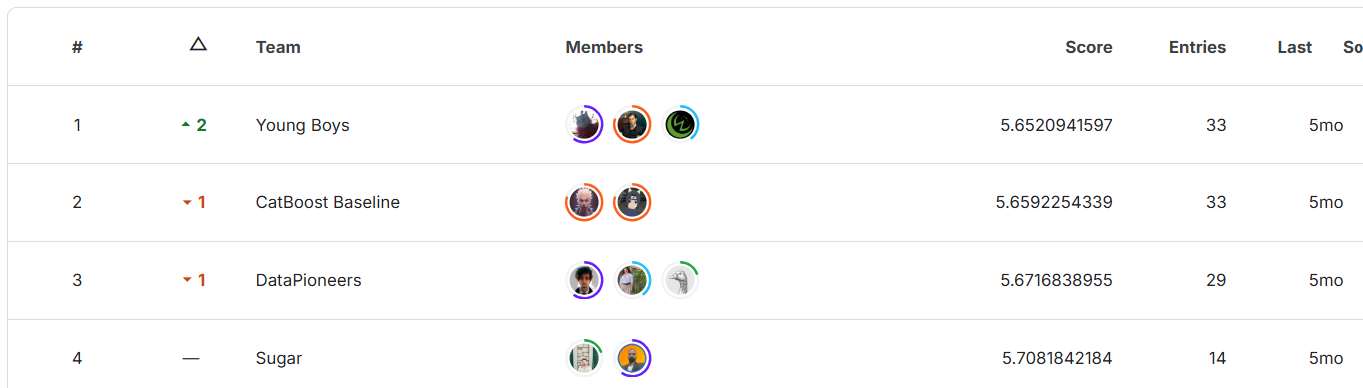 # △ Team Members Score Entries Last So
1 2 Young Boys 5.6520941597 33 5mo
2 1 CatBoost Baseline 5.6592254339 33 5mo
3 1 DataPioneers 5.6716838955 29 5mo
4 — Sugar 5.7081842184 14 5mo